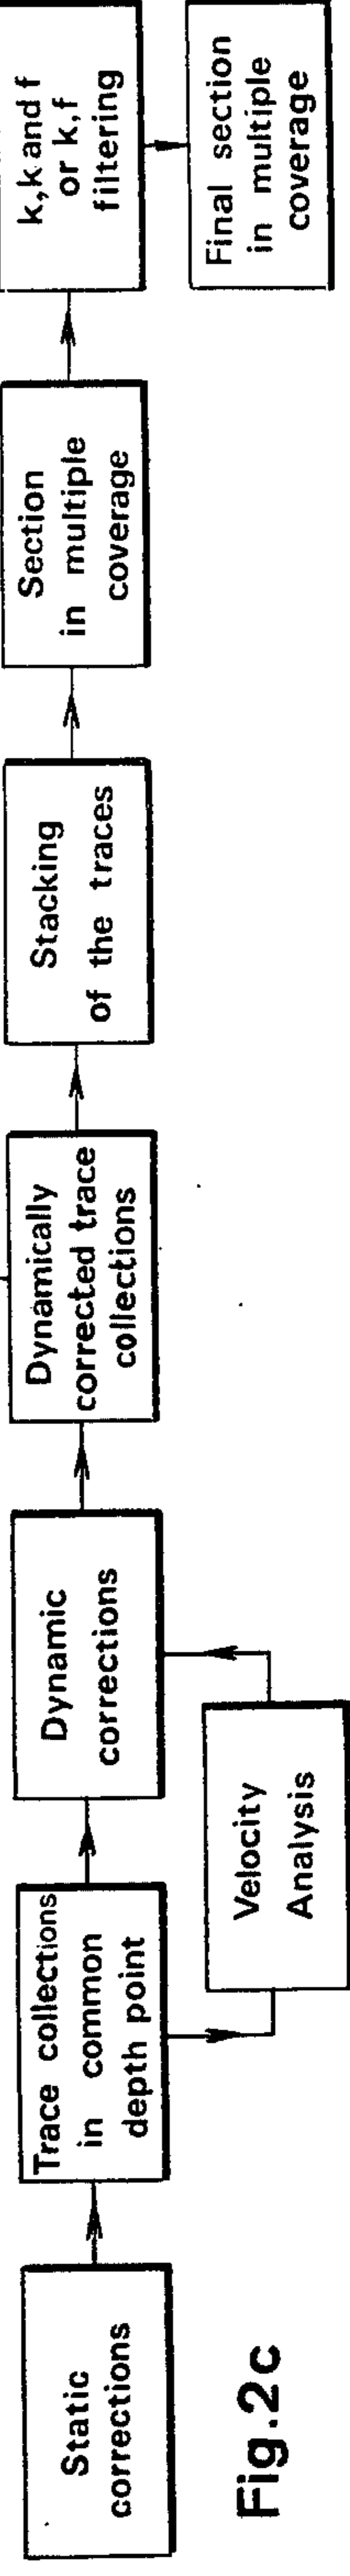 Static
corrections
Trace collections
in common
depth point
Velocity
Analysis
Dynamic
corrections
Dynamically
corrected trace
collections
Stacking
of the traces
Section
in multiple
coverage
k,k and f
or k,f
filtering
Final section
in multiple
coverage
Fig.2c